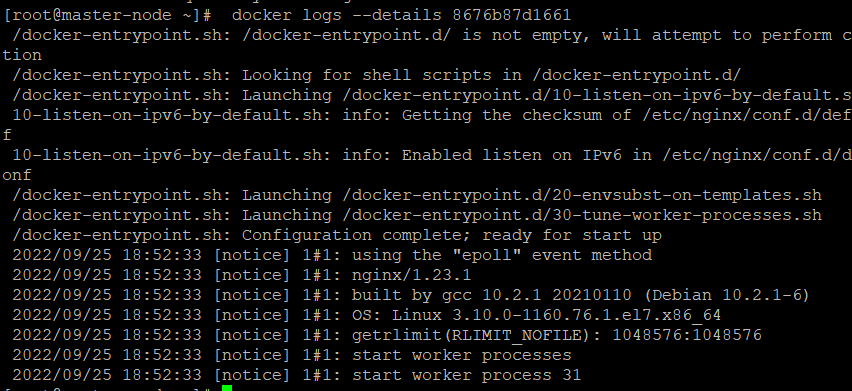 [root@master-node ~]#  docker logs --details 8676b87d1661
/docker-entrypoint.sh: /docker-entrypoint.d/ is not empty, will attempt to perform c
tion
/docker-entrypoint.sh: Looking for shell scripts in /docker-entrypoint.d/
/docker-entrypoint.sh: Launching /docker-entrypoint.d/10-listen-on-ipv6-by-default.s
10-listen-on-ipv6-by-default.sh: info: Getting the checksum of /etc/nginx/conf.d/def
f
10-listen-on-ipv6-by-default.sh: info: Enabled listen on IPv6 in /etc/nginx/conf.d/d
onf
/docker-entrypoint.sh: Launching /docker-entrypoint.d/20-envsubst-on-templates.sh
/docker-entrypoint.sh: Launching /docker-entrypoint.d/30-tune-worker-processes.sh
/docker-entrypoint.sh: Configuration complete; ready for start up
2022/09/25 18:52:33 [notice] 1#1: using the "epoll" event method
2022/09/25 18:52:33 [notice] 1#1: nginx/1.23.1
2022/09/25 18:52:33 [notice] 1#1: built by gcc 10.2.1 20210110 (Debian 10.2.1-6)
2022/09/25 18:52:33 [notice] 1#1: OS: Linux 3.10.0-1160.76.1.el7.x86_64
2022/09/25 18:52:33 [notice] 1#1: getrlimit(RLIMIT_NOFILE): 1048576:1048576
2022/09/25 18:52:33 [notice] 1#1: start worker processes
2022/09/25 18:52:33 [notice] 1#1: start worker process 31